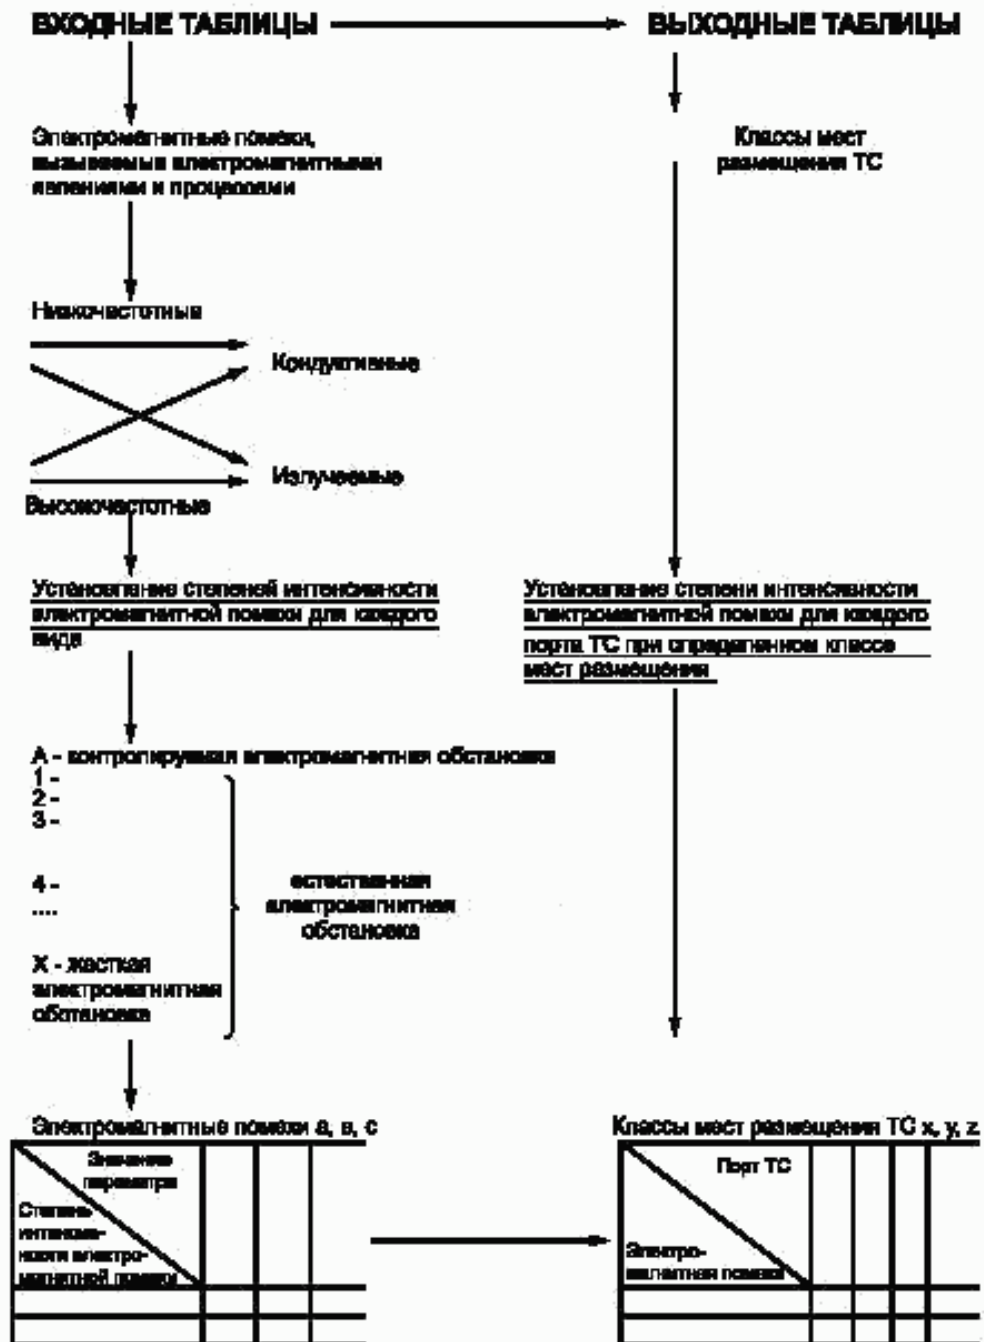 ВХОДНЫЕ ТАБЛИЦЫ
ВЫХОДНЫЕ ТАБЛИЦЫ
Электромагнитные помехи,
вызываемые электромагнитными
явлениями и процессами
Классы мест
размещения ТС
Низкочастотные
Кондуктивные
Излучаемые
Высокочастотные
Установление степеней интенсивности
электромагнитной помехи для каждого
вида
Установление степени интенсивности
электромагнитной помехи для каждого
порта ТС при определенном классе
мест размещения
А - контролируемая электромагнитная обстановка
1 -
2 -
3 -
4 -
....
естественная
электромагнитная
обстановка
Х - жесткая
электромагнитная
обстановка
Электромагнитные помехи а, в, с
Значение
параметра
Степень
интенсив-
ности электро-
магнитной помехи
Классы мест размещения ТС x, y, z
Порт ТС
Электро-
магнитная помеха